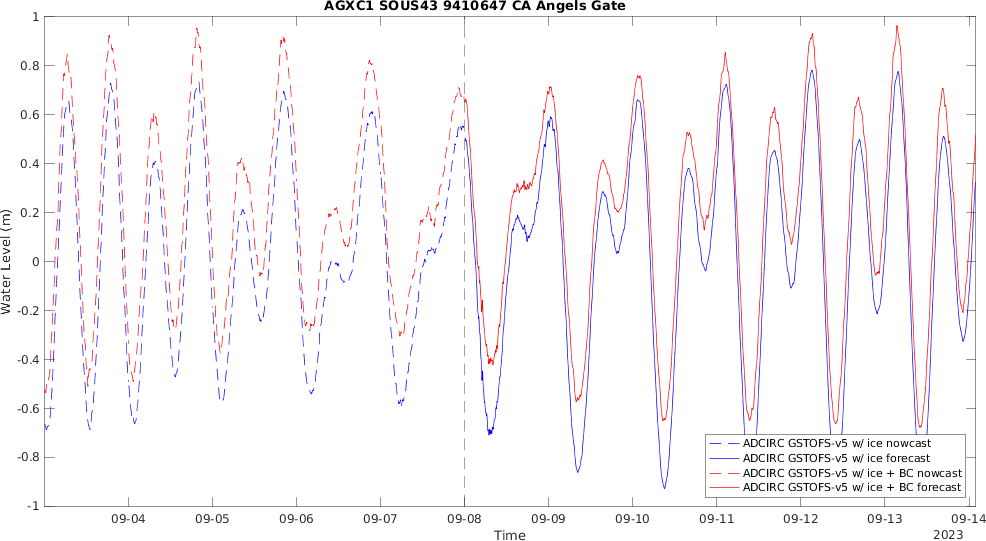 AGXC1 SOUS43 9410647 CA Angels Gate
1
0.8
0.6
0.4
0.2
0
-0.2
-0.4
-0.6
-0.8
-1
Water Level (m)
ADCIRC GSTOFS-v5 w/ ice nowcast
ADCIRC GSTOFS-v5 w/ ice forecast
ADCIRC GSTOFS-v5 w/ ice + BC nowcast
ADCIRC GSTOFS-v5 w/ ice + BC forecast
09-04 09-05 09-06 09-07 09-08 09-09 09-10 09-11 09-12 09-13 09-14
Time
2023